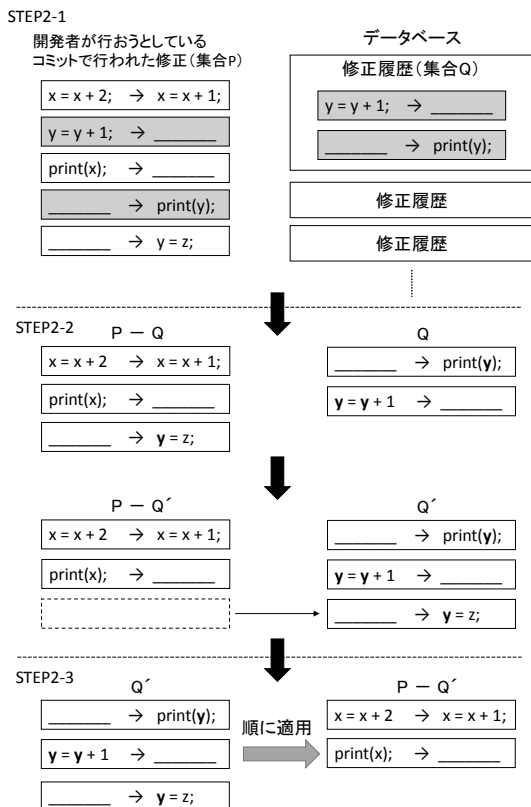 STEP2-1
開発者が行おうとしている
コミットで行われた修正(集合P)
x = x + 2; → x = x + 1;
y = y + 1; → _______
print(x); → _______
_______ → print(y);
_______ → y = z;
データベース
修正履歴(集合Q)
y = y + 1; → _______
_______ → print(y);
修正履歴
修正履歴
STEP2-2
P － Q
x = x + 2 → x = x + 1;
print(x); → _______
_______ → y = z;
Q
_______ → print(y);
y = y + 1 → _______
P － Q´
x = x + 2 → x = x + 1;
print(x); → _______
Q´
_______ → print(y);
y = y + 1 → _______
_______ → y = z;
STEP2-3
Q´
_______ → print(y);
y = y + 1 → _______
_______ → y = z;
順に適用
P － Q´
x = x + 2 → x = x + 1;
print(x); → _______